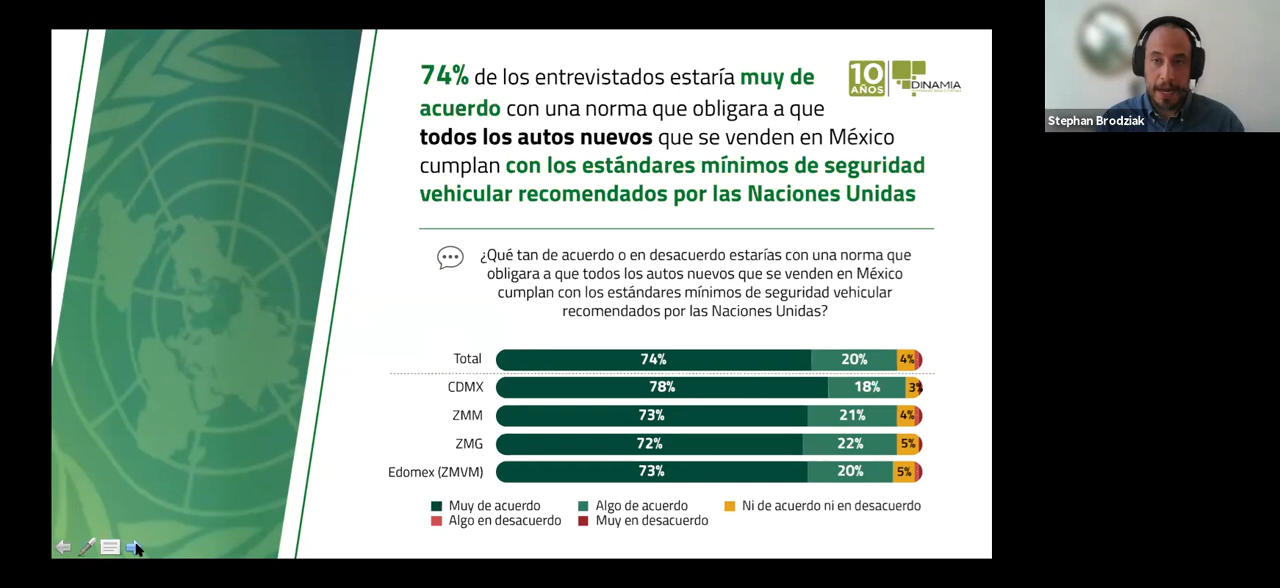 74% de los entrevistados estaría muy de
acuerdo con una norma que obligara a que
todos los autos nuevos que se venden en México
cumplan con los estándares mínimos de seguridad
vehicular recomendados por las Naciones Unidas
10
AÑOS
DINAMIA
Stephan Brodziak
¿Qué tan de acuerdo o en desacuerdo estarías con una norma que
obligara a que todos los autos nuevos que se venden en México
cumplan con los estándares mínimos de seguridad vehicular
recomendados por las Naciones Unidas?
Total 74% 20% 4%
CDMX 78% 18% 3%
ZMM 73% 21% 4%
ZMG 72% 22% 5%
Edomex (ZMVM) 73% 20% 5%
Muy de acuerdo Algo de acuerdo Ni de acuerdo ni en desacuerdo
Algo en desacuerdo Muy en desacuerdo